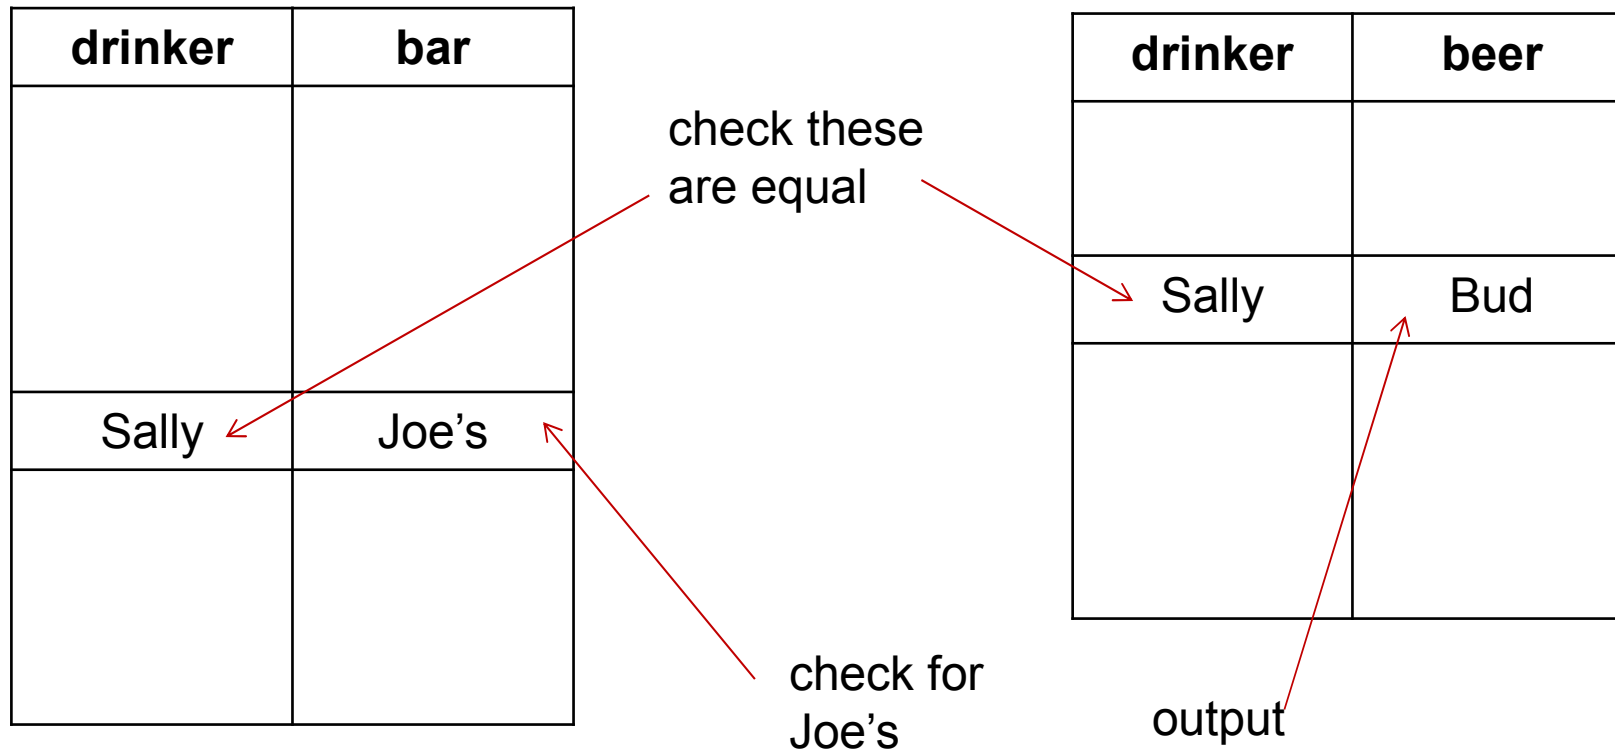 drinker bar
drinker beer
check these
are equal
Sally Bud
Sally Joe’s
check for
Joe’s
output